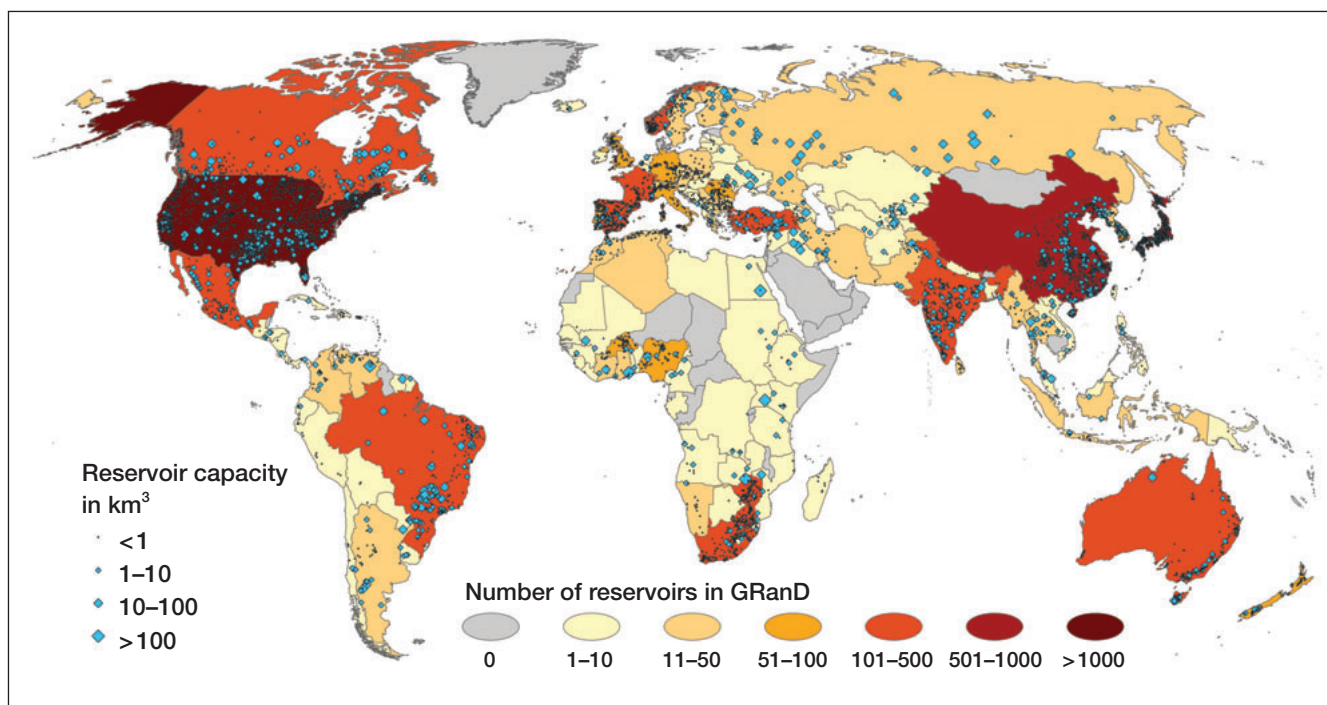 Reservoir capacity
in km³
<1
1–10
10–100
>100
Number of reservoirs in GRanD
0 1–10 11–50 51–100 101–500 501–1000 >1000